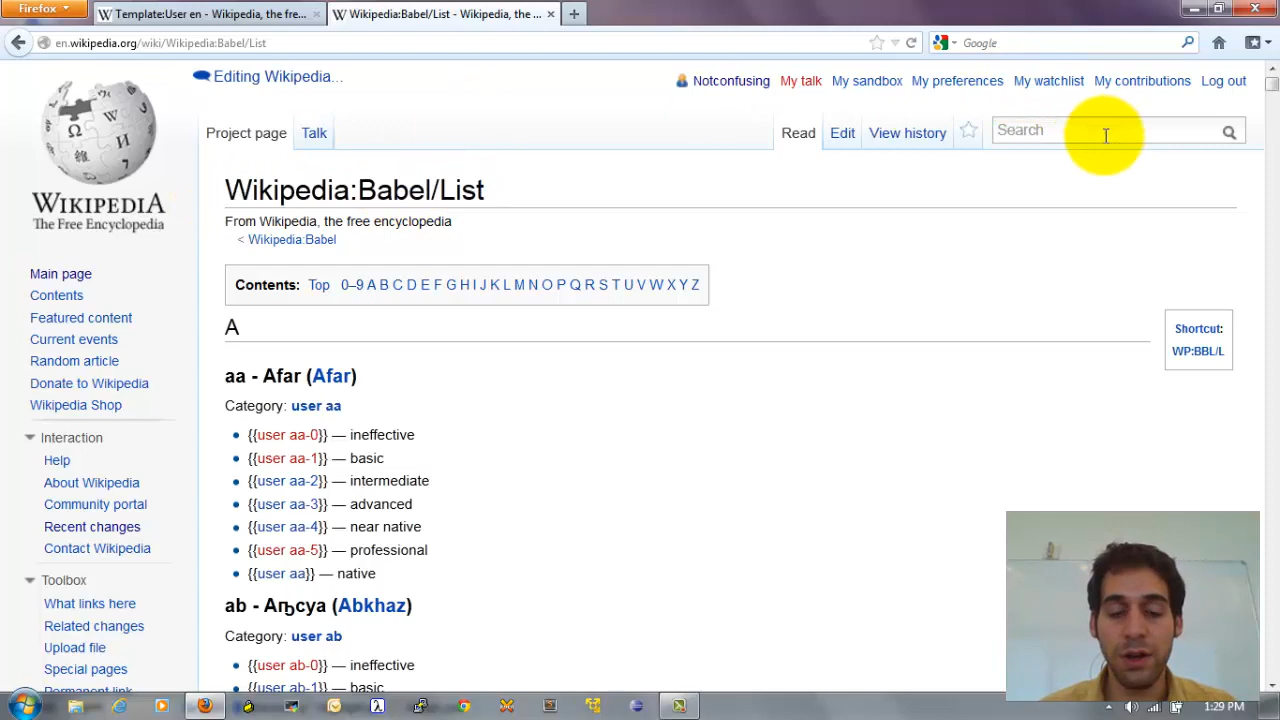 Firefox
Template:User en - Wikipedia, the fre...
Wikipedia:Babel/List - Wikipedia, the ...
en.wikipedia.org/wiki/Wikipedia:Babel/List
Google
Editing Wikipedia...
Notconfusing My talk My sandbox My preferences My watchlist My contributions Log out
Project page Talk Read Edit View history Search
WIKIPEDIA
The Free Encyclopedia
Wikipedia:Babel/List
From Wikipedia, the free encyclopedia
< Wikipedia:Babel
Contents: Top 0–9 A B C D E F G H I J K L M N O P Q R S T U V W X Y Z
Shortcut:
WP:BBL/L
A
aa - Afar (Afar)
Category: user aa
{{user aa-0}} — ineffective
{{user aa-1}} — basic
{{user aa-2}} — intermediate
{{user aa-3}} — advanced
{{user aa-4}} — near native
{{user aa-5}} — professional
{{user aa}} — native
ab - Аҧсуа (Abkhaz)
Category: user ab
{{user ab-0}} — ineffective
{{user ab-1}} — basic
Main page
Contents
Featured content
Current events
Random article
Donate to Wikipedia
Wikipedia Shop
Interaction
Help
About Wikipedia
Community portal
Recent changes
Contact Wikipedia
Toolbox
What links here
Related changes
Upload file
Special pages
Permanent link
1:29 PM